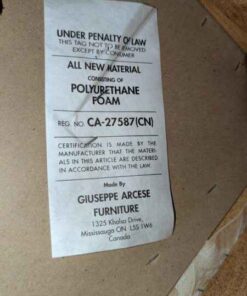 UNDER PENALTY OF LAW
THIS TAG NOT TO BE REMOVED
EXCEPT BY CONSUMER
ALL NEW MATERIAL
CONSISTING OF
POLYURETHANE
FOAM
REG. NO. CA-27587(CN)
CERTIFICATION IS MADE BY THE
MANUFACTURER THAT THE MATERI-
ALS IN THIS ARTICLE ARE DESCRIBED
IN ACCORDANCE WITH THE LAW.
Made By
GIUSEPPE ARCESE
FURNITURE
1325 Khalsa Drive,
Mississauga ON. L5S 1W6
Canada